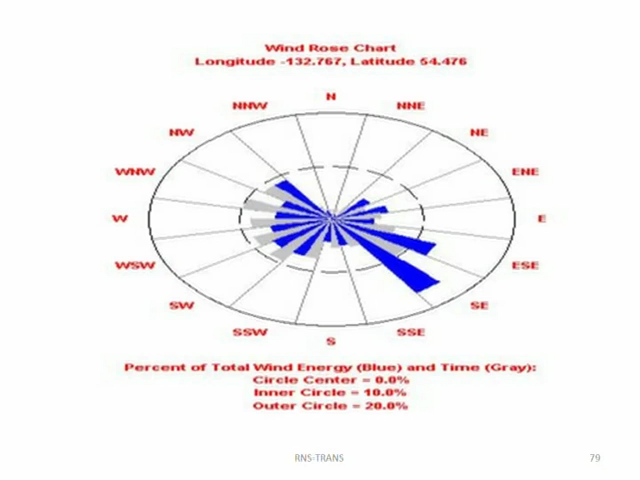 Wind Rose Chart
Longitude -132.767, Latitude 54.476
N
NNW NNE
NW NE
WNW ENE
W E
WSW ESE
SW SE
SSW SSE
S
Percent of Total Wind Energy (Blue) and Time (Gray):
Circle Center = 0.0%
Inner Circle = 10.0%
Outer Circle = 20.0%
RNS-TRANS 79